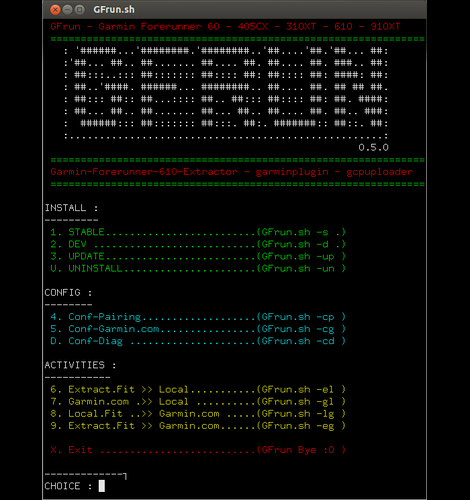 GFrun.sh
GFrun - Garmin Forerunner 60 - 405CX - 310XT - 610 - 910XT
GFRUN
0.5.0
Garmin-Forerunner-610-Extractor - garminplugin - gcpuploader
INSTALL :
1. STABLE.........................(GFrun.sh -s .)
2. DEV ...........................(GFrun.sh -d .)
3. UPDATE.........................(GFrun.sh -up )
U. UNINSTALL......................(GFrun.sh -un )
CONFIG :
4. Conf-Pairing...................(GFrun.sh -cp )
5. Conf-Garmin.com................(GFrun.sh -cg )
D. Conf-Diag .....................(GFrun.sh -cd )
ACTIVITIES :
6. Extract.Fit >> Local...........(GFrun.sh -el )
7. Garmin.com .>> Local...........(GFrun.sh -gl )
8. Local.Fit ..>> Garmin.com .....(GFrun.sh -lg )
9. Extract.Fit >> Garmin.com......(GFrun.sh -eg )
X. Exit ..........................(GFrun Bye :O )
CHOICE :